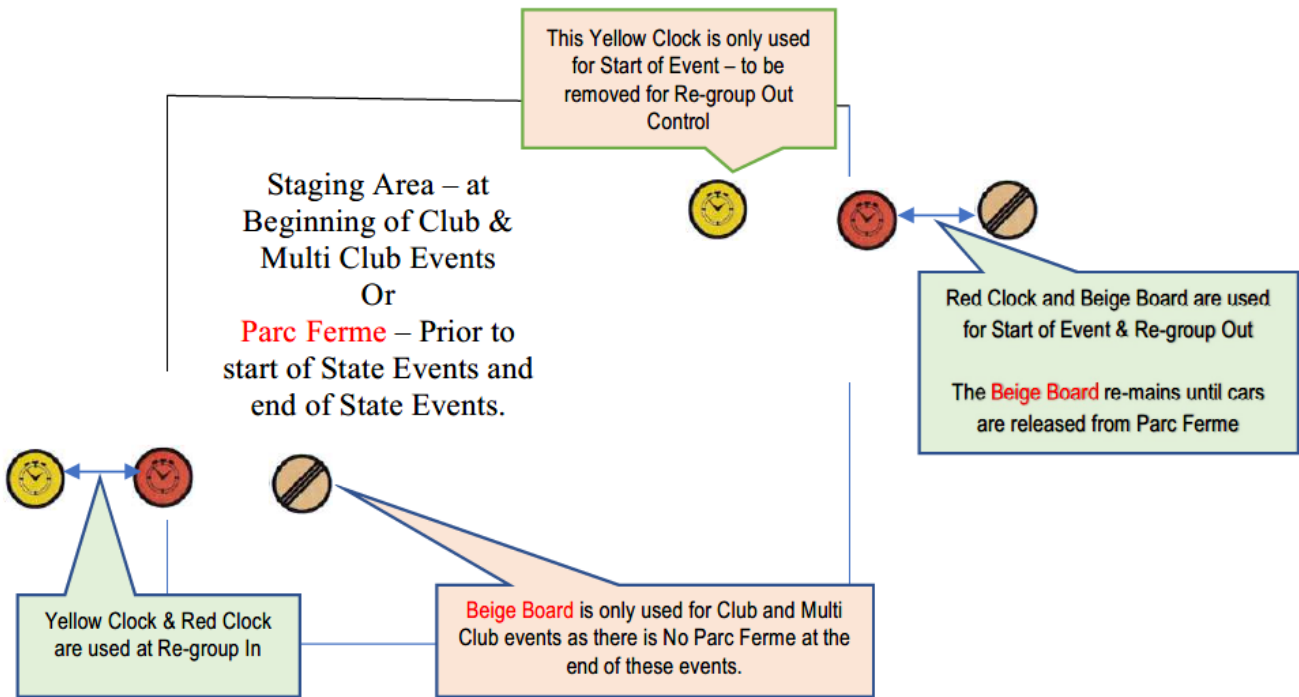 This Yellow Clock is only used
for Start of Event – to be
removed for Re-group Out
Control
Staging Area – at
Beginning of Club &
Multi Club Events
Or
Parc Ferme – Prior to
start of State Events and
end of State Events.
Red Clock and Beige Board are used
for Start of Event & Re-group Out
The Beige Board re-mains until cars
are released from Parc Ferme
Yellow Clock & Red Clock
are used at Re-group In
Beige Board is only used for Club and Multi
Club events as there is No Parc Ferme at the
end of these events.